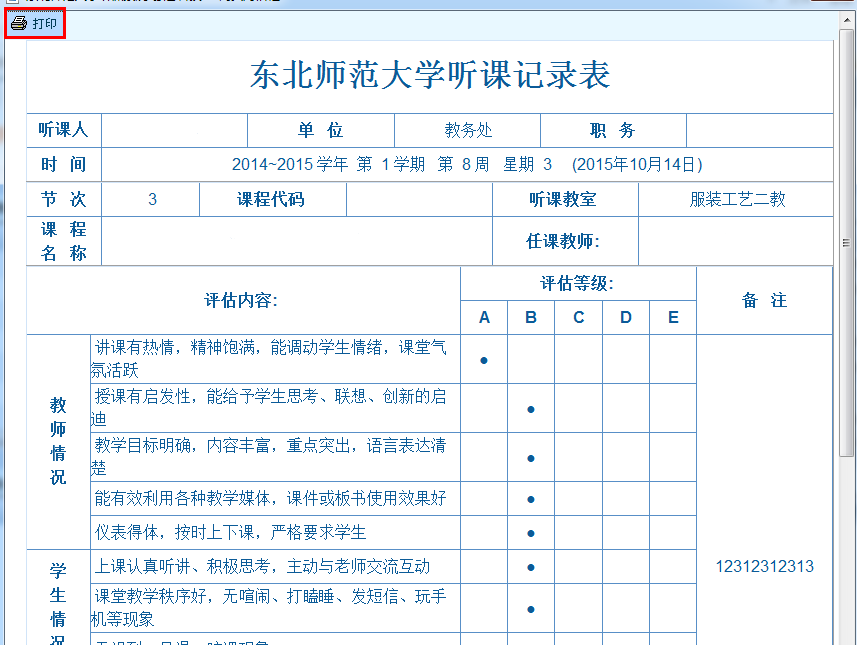 打印
东北师范大学听课记录表
听课人 单 位 教务处 职 务
时 间 2014~2015 学年 第 1 学期 第 8 周 星期 3 (2015年10月14日)
节 次 3 课程代码 听课教室 服装工艺二教
课 程
名 称 任课教师:
评估内容: 评估等级: 备 注
A B C D E
教师情况
讲课有热情，精神饱满，能调动学生情绪，课堂气
氛活跃
授课有启发性，能给予学生思考、联想、创新的启
迪
教学目标明确，内容丰富，重点突出，语言表达清
楚
能有效利用各种教学媒体，课件或板书使用效果好
仪表得体，按时上下课，严格要求学生
12312312313
学生情况
上课认真听讲、积极思考，主动与老师交流互动
课堂教学秩序好，无喧闹、打瞌睡、发短信、玩手
机等现象